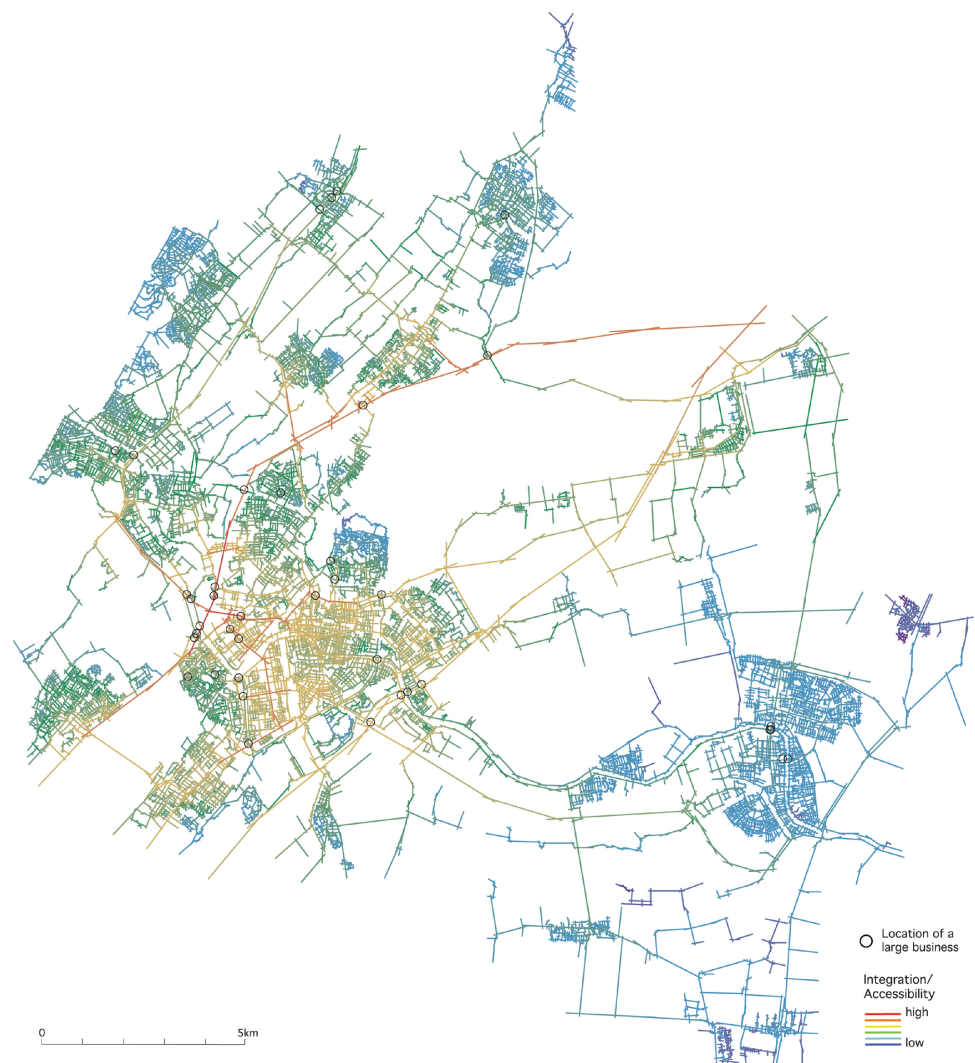 Location of a
large business
Integration/
Accessibility
high
low
0
5km